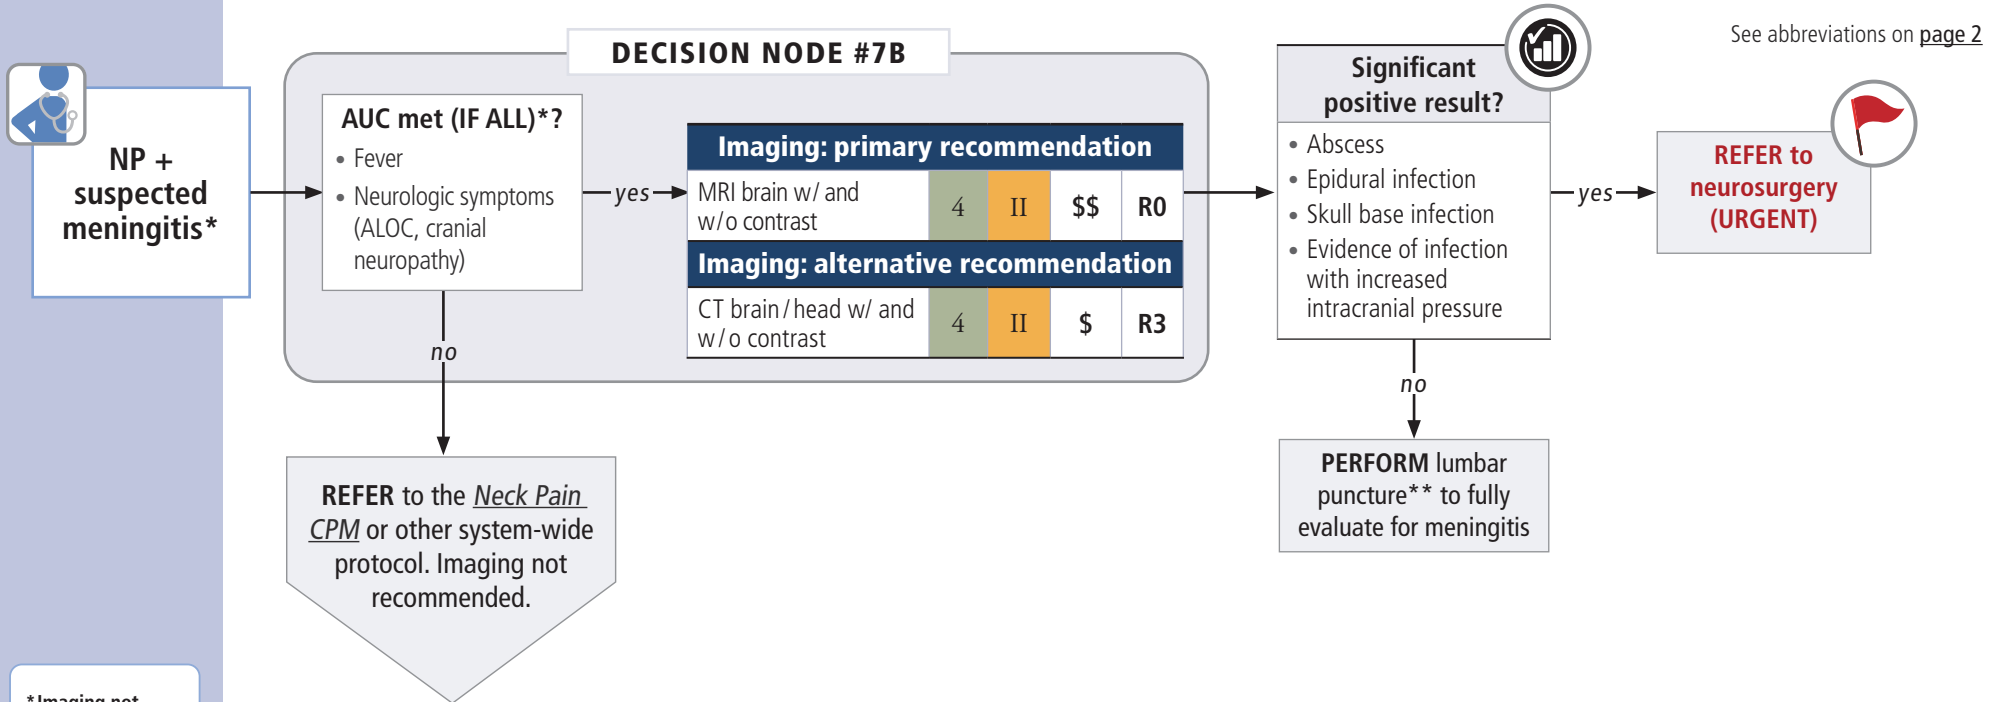 See abbreviations on page 2
NP +
suspected
meningitis*
DECISION NODE #7B
AUC met (IF ALL)*?
• Fever
• Neurologic symptoms
(ALOC, cranial
neuropathy)
yes
no
Imaging: primary recommendation
MRI brain w/ and
w/o contrast
4 II $$ R0
Imaging: alternative recommendation
CT brain/head w/ and
w/o contrast
4 II $ R3
Significant
positive result?
• Abscess
• Epidural infection
• Skull base infection
• Evidence of infection
with increased
intracranial pressure
yes
REFER to
neurosurgery
(URGENT)
no
PERFORM lumbar
puncture** to fully
evaluate for meningitis
REFER to the Neck Pain
CPM or other system-wide
protocol. Imaging not
recommended.
*Imaging not